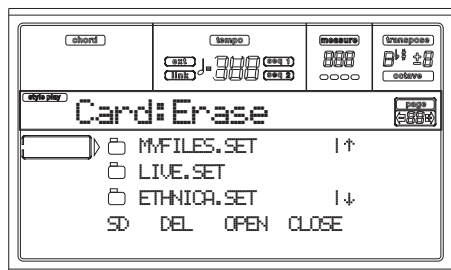 chord tempo measure transpose
ext seq 1
link seq 2
octave
style play
Card:Erase
page
MYFILES.SET
LIVE.SET
ETHNICA.SET
SD DEL OPEN CLOSE